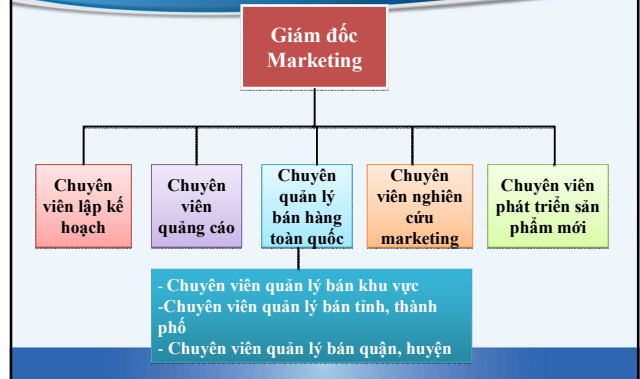 Giám đốc
Marketing
Chuyên
viên lập kế
hoạch
Chuyên
viên
quảng cáo
Chuyên
quản lý
bán hàng
toàn quốc
Chuyên
viên nghiên
cứu
marketing
Chuyên viên
phát triển sản
phẩm mới
- Chuyên viên quản lý bán khu vực
-Chuyên viên quản lý bán tỉnh, thành
phố
- Chuyên viên quản lý bán quận, huyện